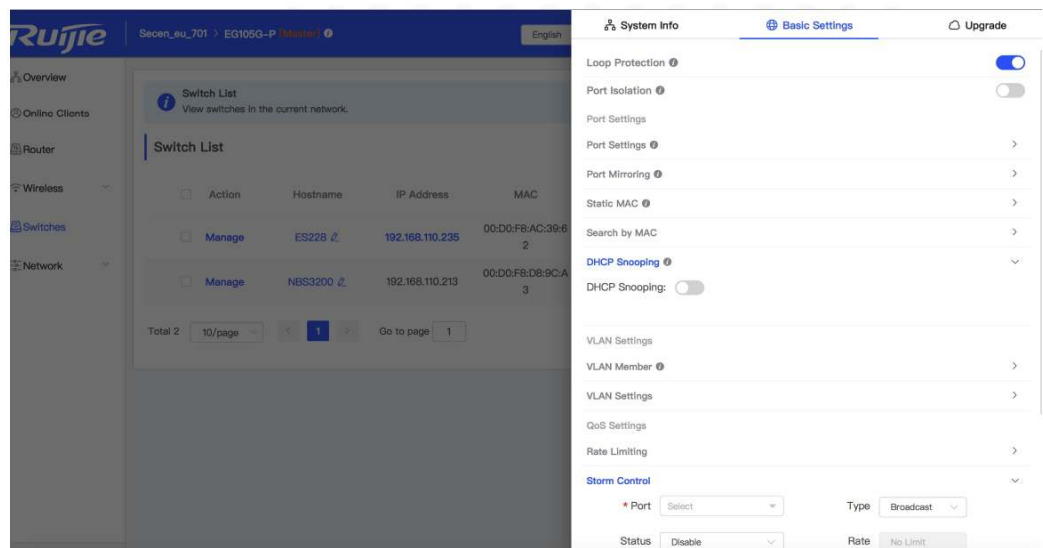 Ruijie
Secen_eu_701 > EG105G-P [Master]
English
Overview
Online Clients
Router
Wireless
Switches
Network
Switch List
View switches in the current network.
Switch List
Action Hostname IP Address MAC
Manage ES228 192.168.110.235 00:D0:F8:AC:39:6
2
Manage NBS3200 192.168.110.213 00:D0:F8:D8:9C:A
3
Total 2 10/page < 1 > Go to page 1
System Info Basic Settings Upgrade
Loop Protection
Port Isolation
Port Settings
Port Settings
Port Mirroring
Static MAC
Search by MAC
DHCP Snooping
DHCP Snooping:
VLAN Settings
VLAN Member
VLAN Settings
QoS Settings
Rate Limiting
Storm Control
* Port Select Type Broadcast
Status Disable Rate No Limit